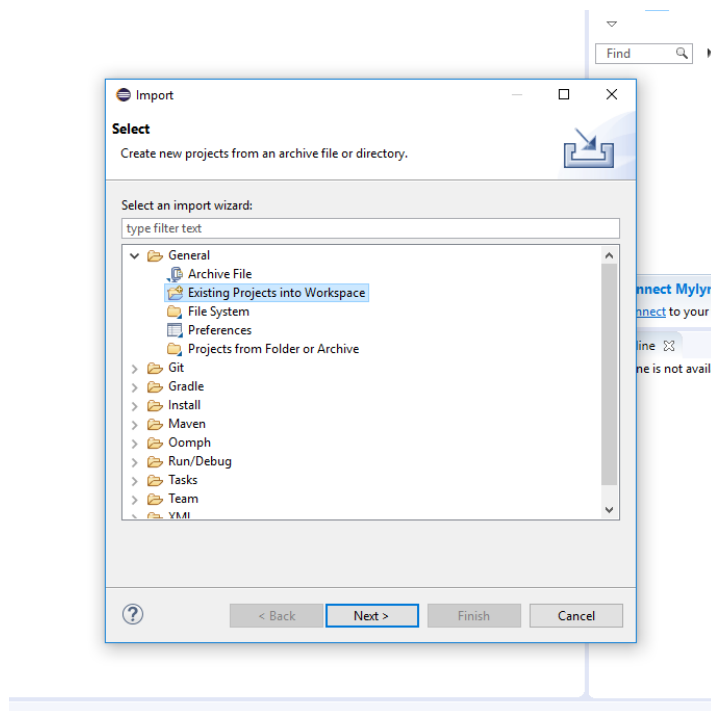 Find
Import
Select
Create new projects from an archive file or directory.
Select an import wizard:
type filter text
General
Archive File
Existing Projects into Workspace
File System
Preferences
Projects from Folder or Archive
Git
Gradle
Install
Maven
Oomph
Run/Debug
Tasks
Team
XML
? < Back Next > Finish Cancel
nnect Mylyn
nnect to your
line
ne is not avail